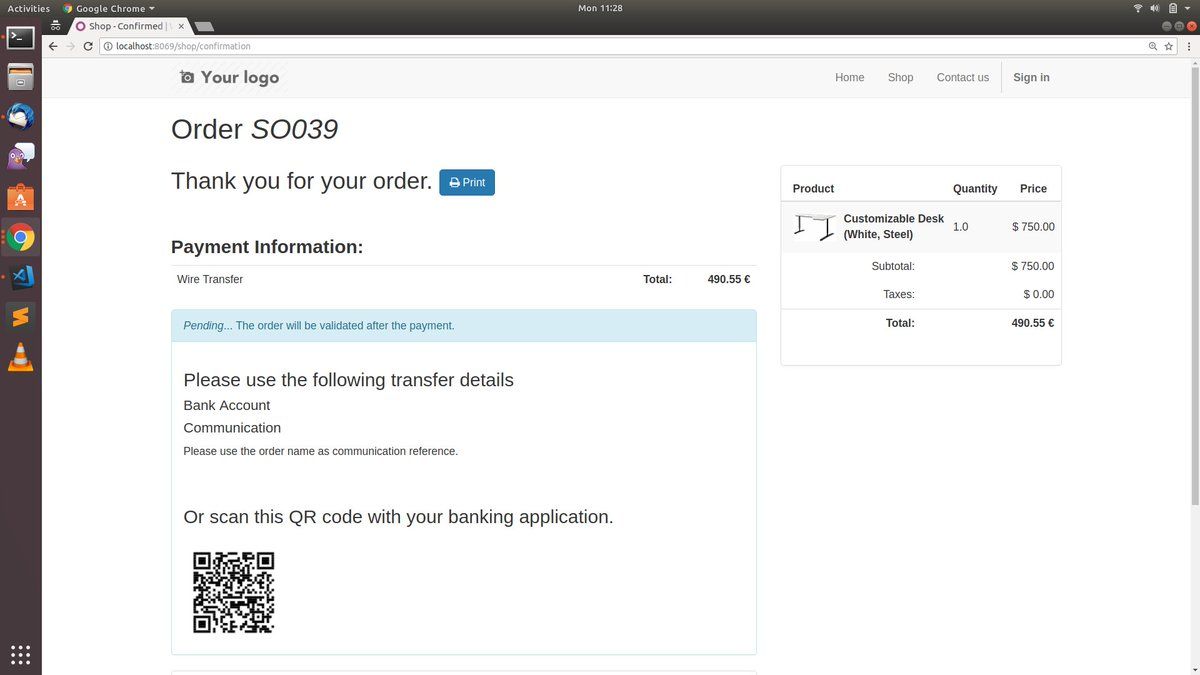 Activities
Google Chrome
Mon 11:28
Shop - Confirmed |
localhost:8069/shop/confirmation
Your logo
Home
Shop
Contact us
Sign in
Order SO039
Thank you for your order.
Print
Payment Information:
Wire Transfer Total: 490.55 €
Pending... The order will be validated after the payment.
Please use the following transfer details
Bank Account
Communication
Please use the order name as communication reference.
Or scan this QR code with your banking application.
Product Quantity Price
Customizable Desk
(White, Steel) 1.0 $ 750.00
Subtotal: $ 750.00
Taxes: $ 0.00
Total: 490.55 €